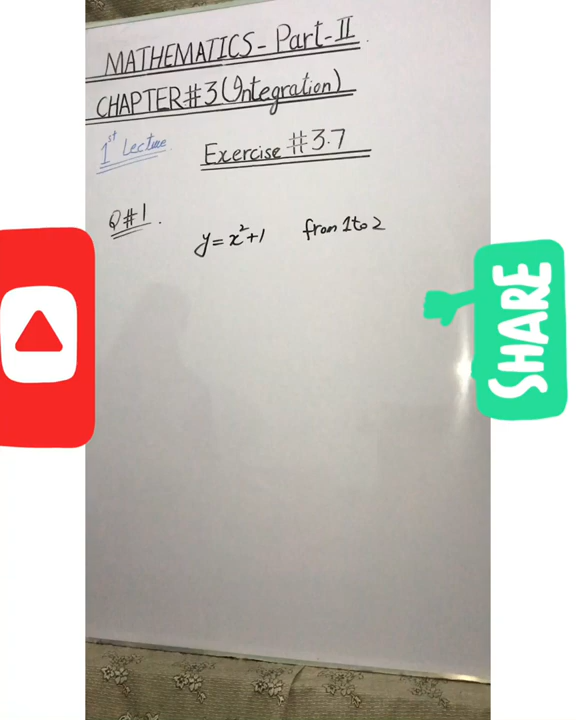 MATHEMATICS - Part-II.
CHAPTER#3(Integration)
1st Lecture.
Exercise #3.7
Q#1.
y=x²+1 from 1 to 2
SHARE